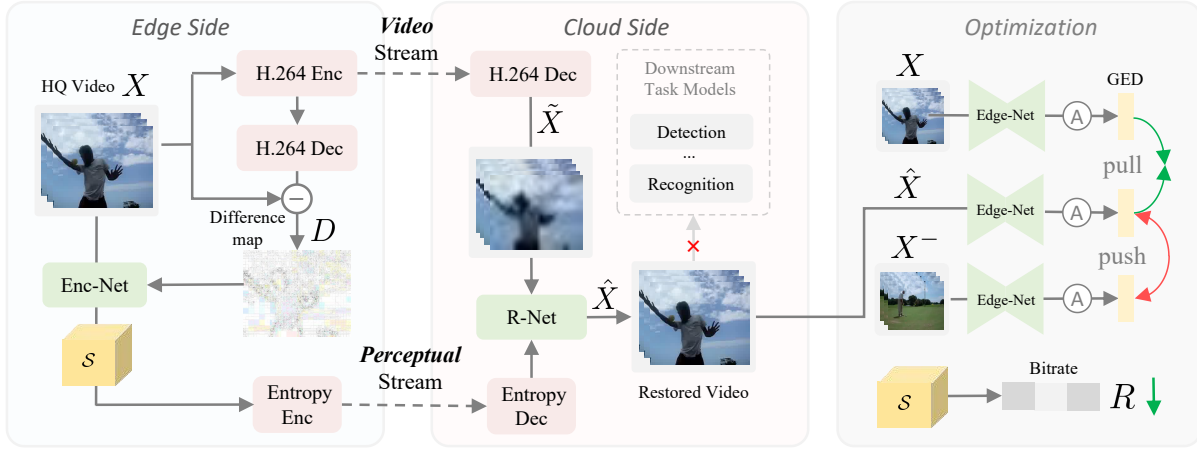 Edge Side
HQ Video X
H.264 Enc
H.264 Dec
−
Difference
map
D
Enc-Net
S
Entropy
Enc
Video
Stream
Perceptual
Stream
Cloud Side
H.264 Dec
X̃
R-Net
X̂
Entropy
Dec
Downstream
Task Models
Detection
...
Recognition
Restored Video
Optimization
X
Edge-Net
A
GED
pull
X̂
Edge-Net
A
push
X⁻
Edge-Net
A
S
Bitrate
R